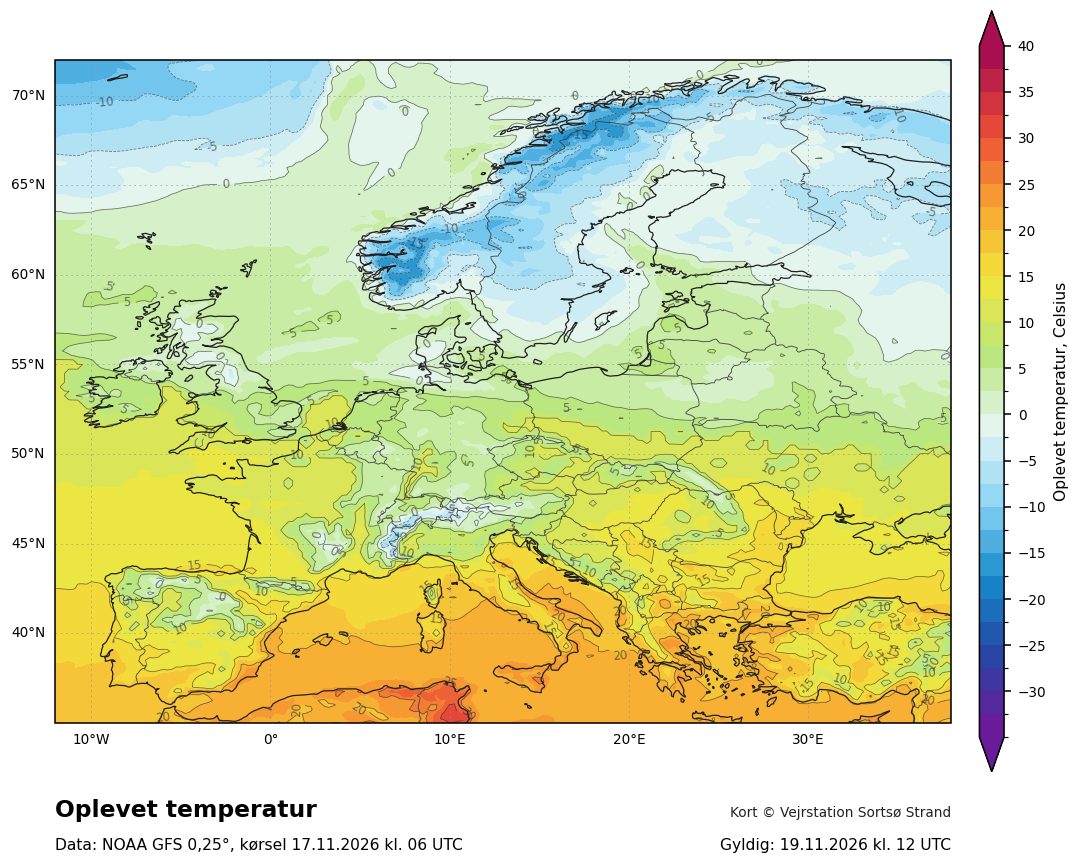 70°N
65°N
60°N
55°N
50°N
45°N
40°N
10°W
0°
10°E
20°E
30°E
40
35
30
25
20
15
10
5
0
−5
−10
−15
−20
−25
−30
Oplevet temperatur, Celsius
Oplevet temperatur
Kort © Vejrstation Sortsø Strand
Data: NOAA GFS 0,25°, kørsel 17.11.2026 kl. 06 UTC
Gyldig: 19.11.2026 kl. 12 UTC